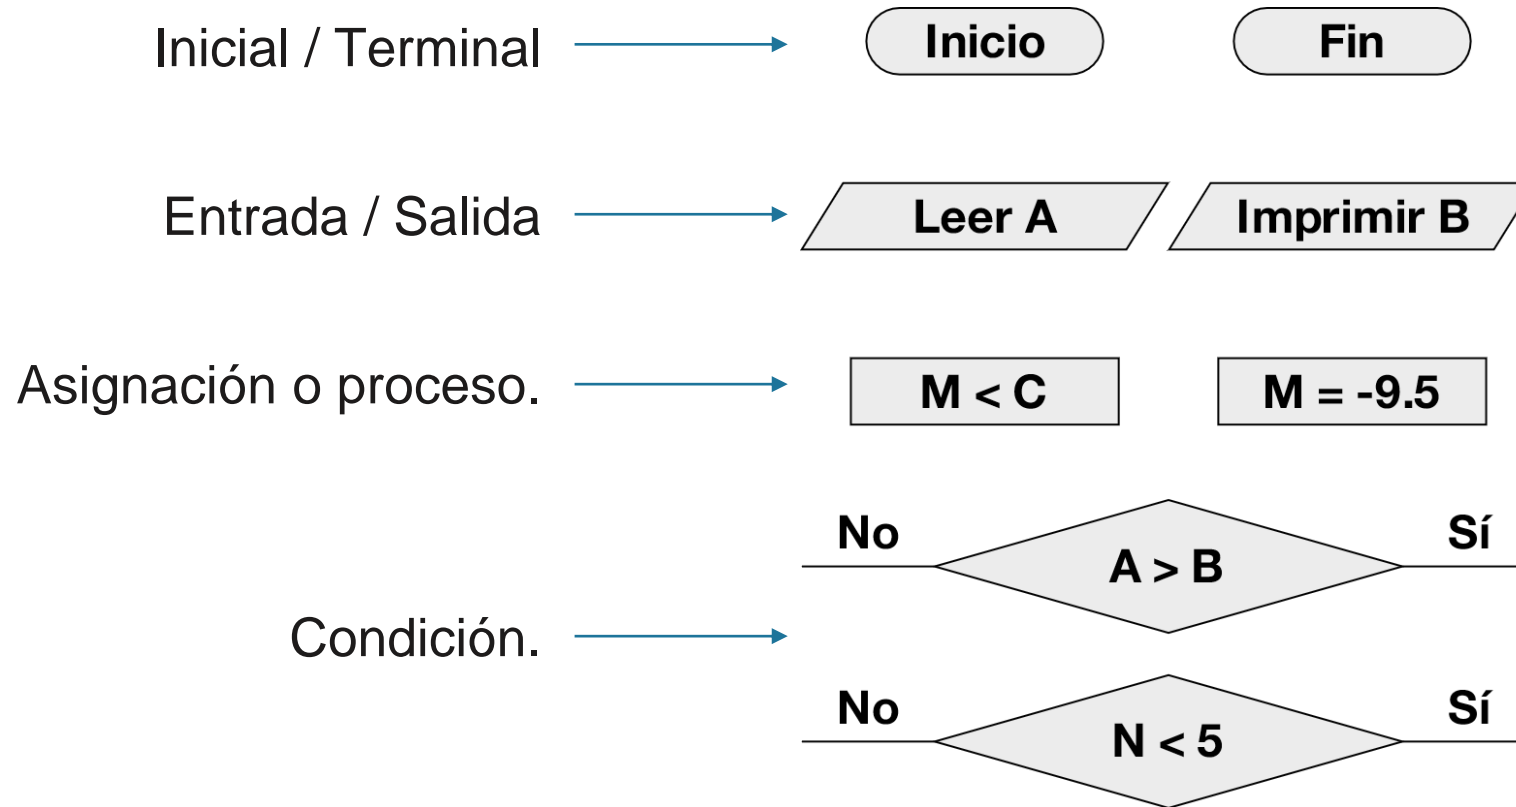 Inicial / Terminal
Inicio
Fin
Entrada / Salida
Leer A
Imprimir B
Asignación o proceso.
M < C
M = -9.5
No
A > B
Sí
Condición.
No
N < 5
Sí